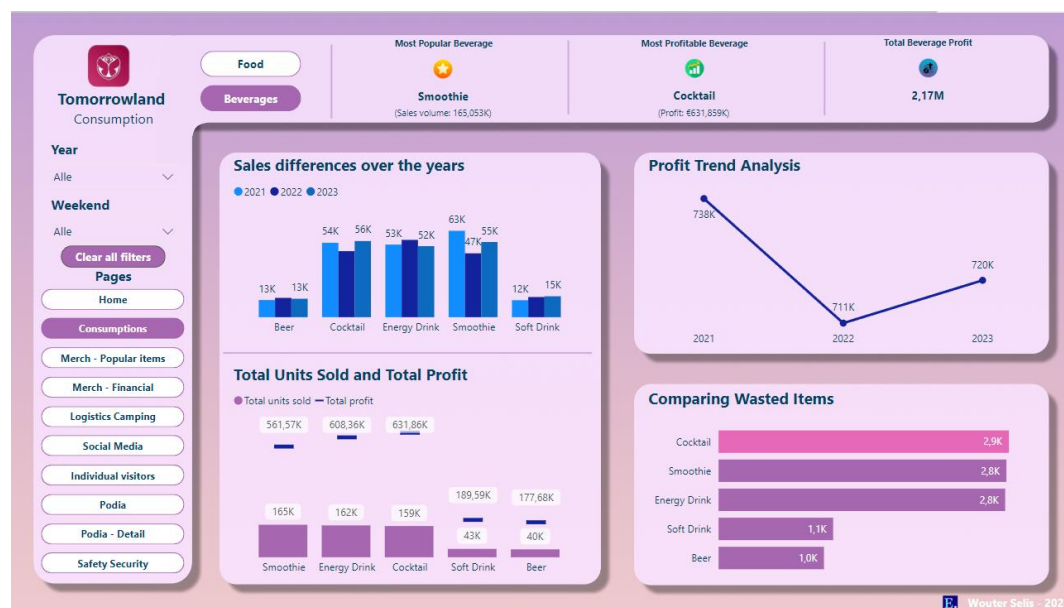 Tomorrowland
Consumption
Food
Beverages
Most Popular Beverage
Smoothie
(Sales volume: 165,053K)
Most Profitable Beverage
Cocktail
(Profit: €631,859K)
Total Beverage Profit
2,17M
Year
Alle
Weekend
Alle
Clear all filters
Pages
Home
Consumptions
Merch - Popular items
Merch - Financial
Logistics Camping
Social Media
Individual visitors
Podia
Podia - Detail
Safety Security
Sales differences over the years
2021 2022 2023
63K
54K 56K 53K 52K 47K 55K
13K 13K 12K 15K
Beer Cocktail Energy Drink Smoothie Soft Drink
Total Units Sold and Total Profit
Total units sold Total profit
561,57K 608,36K 631,86K
189,59K 177,68K
165K 162K 159K 43K 40K
Smoothie Energy Drink Cocktail Soft Drink Beer
Profit Trend Analysis
738K
711K
720K
2021 2022 2023
Comparing Wasted Items
Cocktail 2,9K
Smoothie 2,8K
Energy Drink 2,8K
Soft Drink 1,1K
Beer 1,0K
E. Wouter Selis - 202